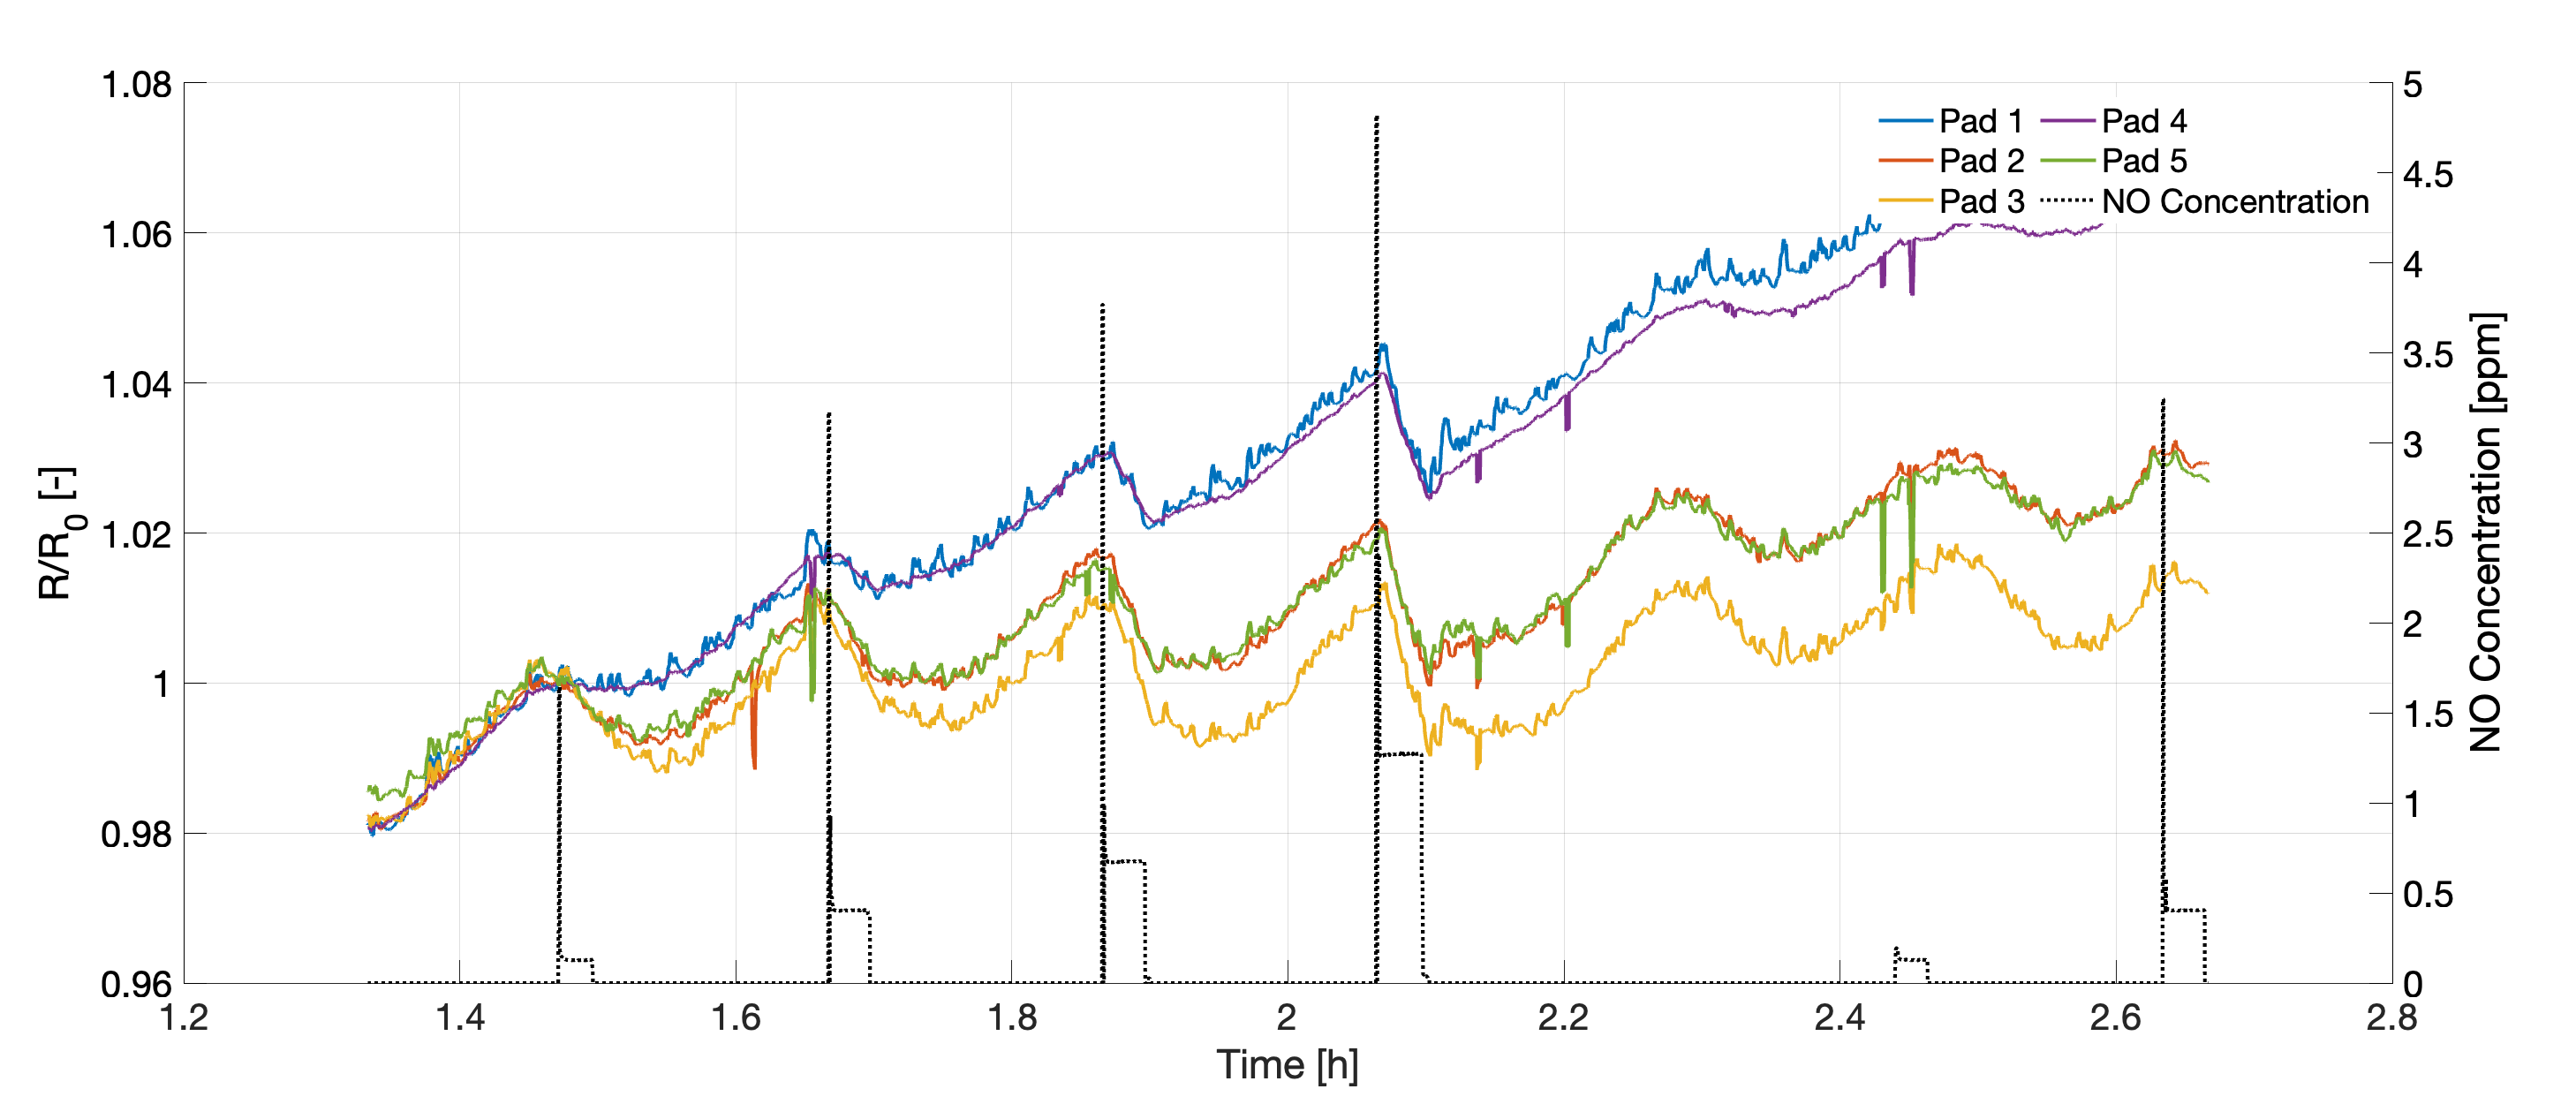 1.08
1.06
1.04
1.02
1
0.98
0.96
R/R0 [-]
5
4.5
4
3.5
3
2.5
2
1.5
1
0.5
0
NO Concentration [ppm]
Pad 1 Pad 4
Pad 2 Pad 5
Pad 3 NO Concentration
1.2 1.4 1.6 1.8 2 2.2 2.4 2.6 2.8
Time [h]